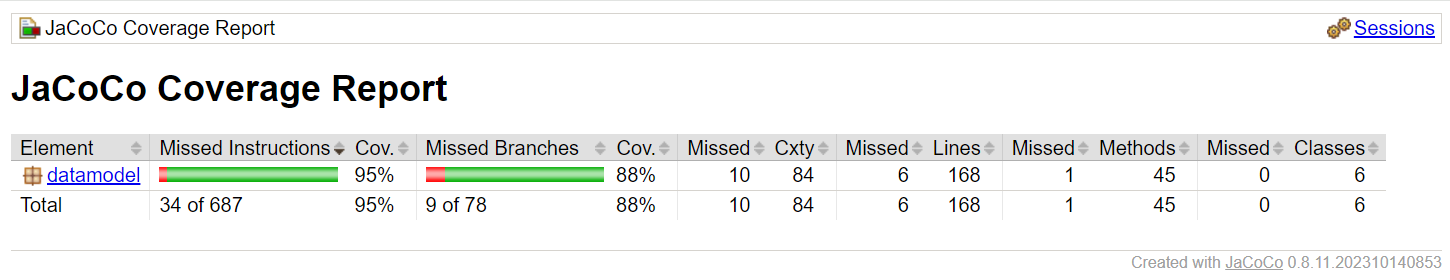 JaCoCo Coverage Report Sessions
JaCoCo Coverage Report
Element Missed Instructions Cov. Missed Branches Cov. Missed Cxty Missed Lines Missed Methods Missed Classes
datamodel 95% 88% 10 84 6 168 1 45 0 6
Total 34 of 687 95% 9 of 78 88% 10 84 6 168 1 45 0 6
Created with JaCoCo 0.8.11.202310140853